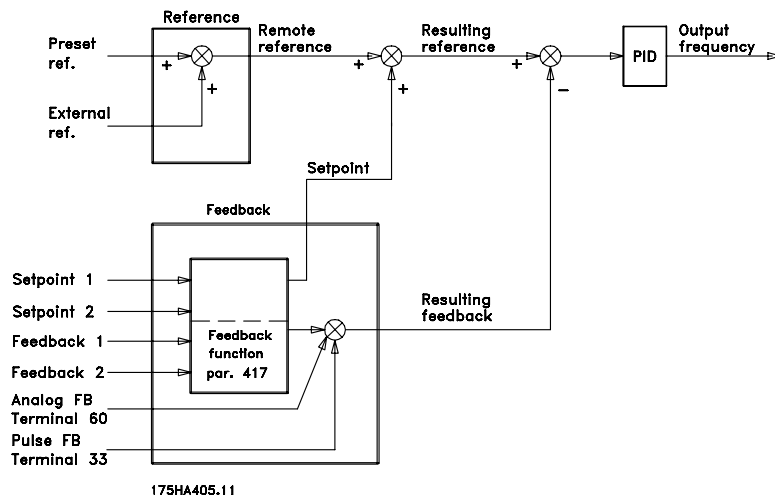 Reference
Preset
ref.
+
+
External
ref.
Remote
reference
+
+
Resulting
reference
+
−
PID
Output
frequency
Setpoint
Feedback
Setpoint 1
Setpoint 2
Feedback 1
Feedback 2
Analog FB
Terminal 60
Pulse FB
Terminal 33
Feedback
function
par. 417
Resulting
feedback
175HA405.11